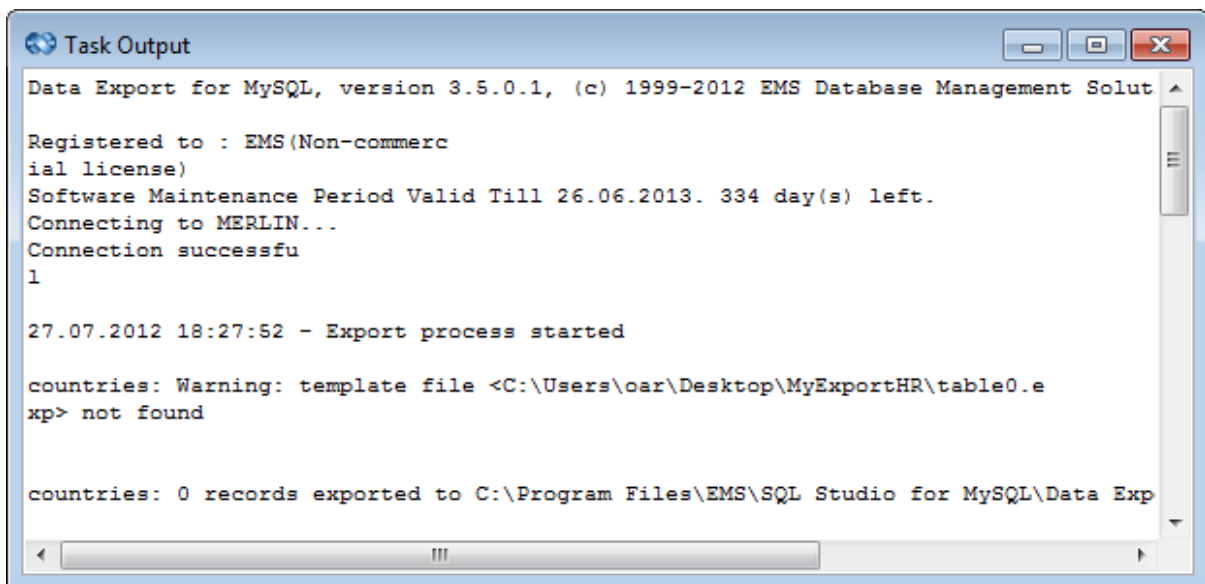 Task Output
Data Export for MySQL, version 3.5.0.1, (c) 1999-2012 EMS Database Management Solut
Registered to : EMS(Non-commerc
ial license)
Software Maintenance Period Valid Till 26.06.2013. 334 day(s) left.
Connecting to MERLIN...
Connection successfu
l
27.07.2012 18:27:52 - Export process started
countries: Warning: template file <C:\Users\oar\Desktop\MyExportHR\table0.e
xp> not found
countries: 0 records exported to C:\Program Files\EMS\SQL Studio for MySQL\Data Exp